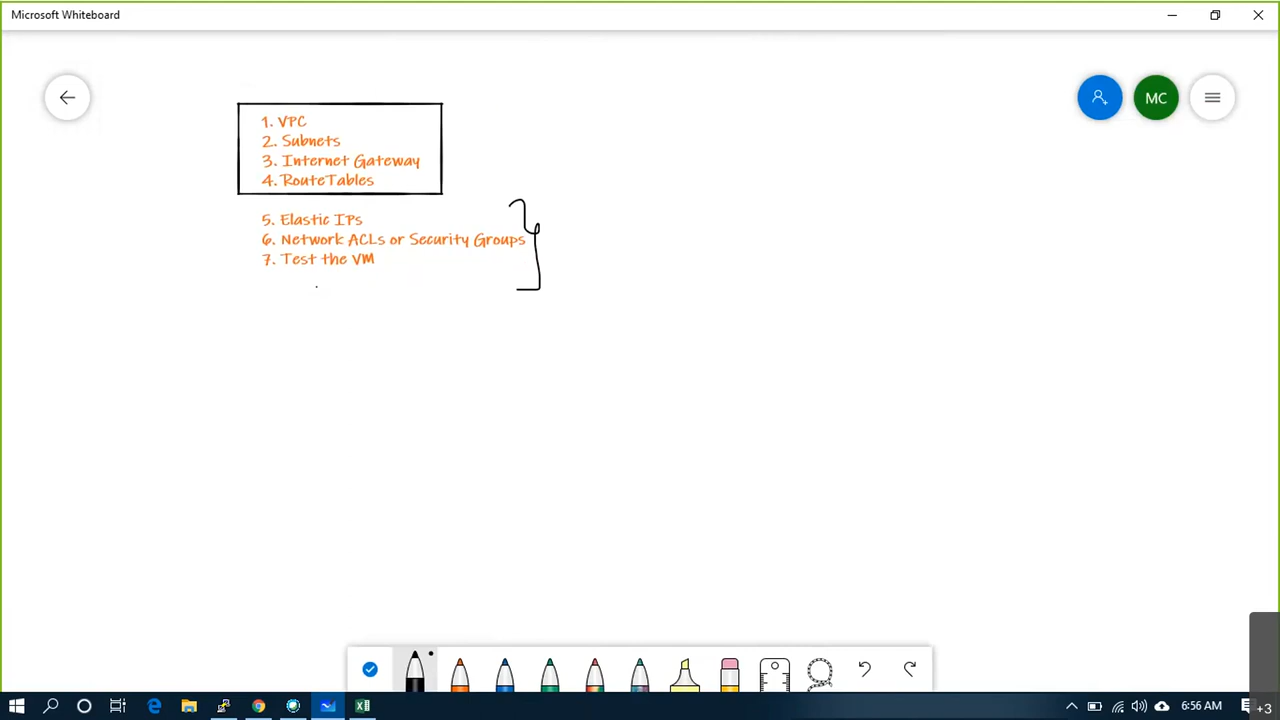 Microsoft Whiteboard
MC
1. VPC
2. Subnets
3. Internet Gateway
4. RouteTables
5. Elastic IPs
6. Network ACLs or Security Groups
7. Test the VM
6:56 AM
+3